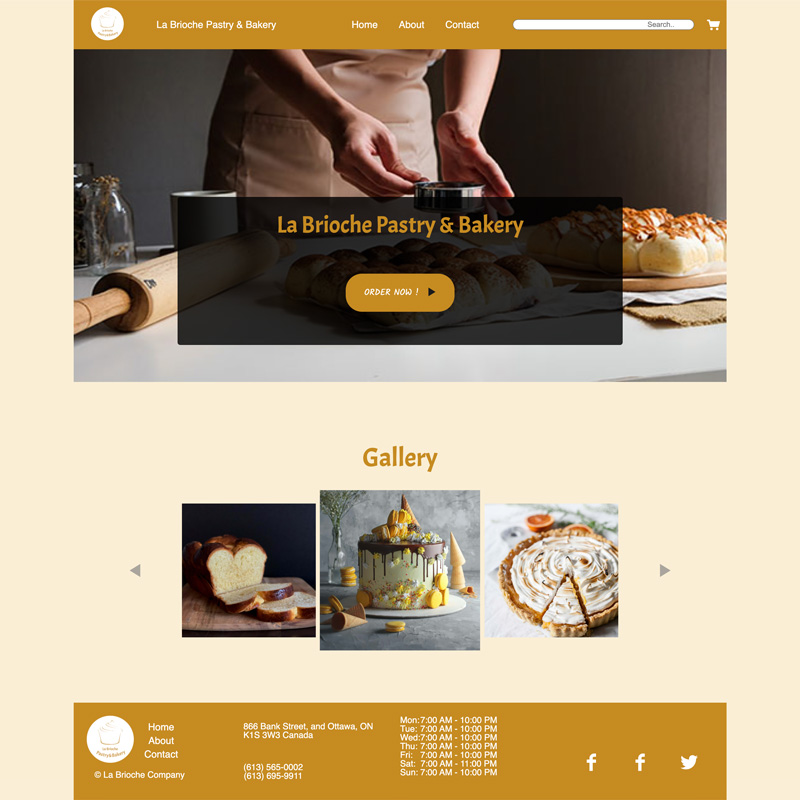 La Brioche Pastry & Bakery
Home
About
Contact
Search..
La Brioche Pastry & Bakery
ORDER NOW !
Gallery
La Brioche
Pastry&Bakery
Home
About
Contact
© La Brioche Company
866 Bank Street, and Ottawa, ON
K1S 3W3 Canada
(613) 565-0002
(613) 695-9911
Mon: 7:00 AM - 10:00 PM
Tue: 7:00 AM - 10:00 PM
Wed: 7:00 AM - 10:00 PM
Thu: 7:00 AM - 10:00 PM
Fri: 7:00 AM - 10:00 PM
Sat: 7:00 AM - 11:00 PM
Sun: 7:00 AM - 10:00 PM